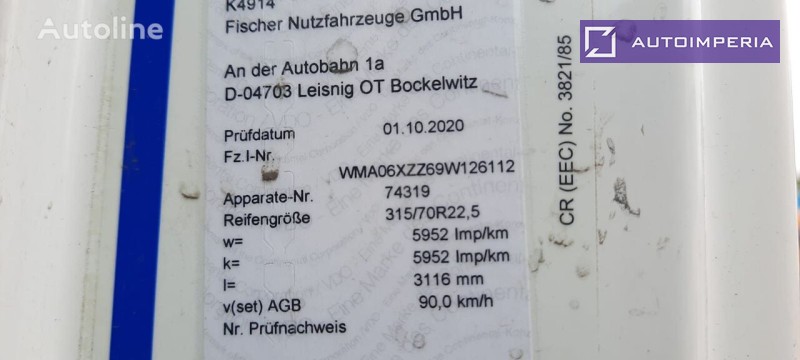 K4914
Fischer Nutzfahrzeuge GmbH
An der Autobahn 1a
D-04703 Leisnig OT Bockelwitz
Prüfdatum 01.10.2020
Fz.I-Nr. WMA06XZZ69W126112
Apparate-Nr. 74319
Reifengröße 315/70R22,5
w= 5952 Imp/km
k= 5952 Imp/km
l= 3116 mm
v(set) AGB 90,0 km/h
Nr. Prüfnachweis
CR (EEC) No. 3821/85
Autoline
AUTOIMPERIA